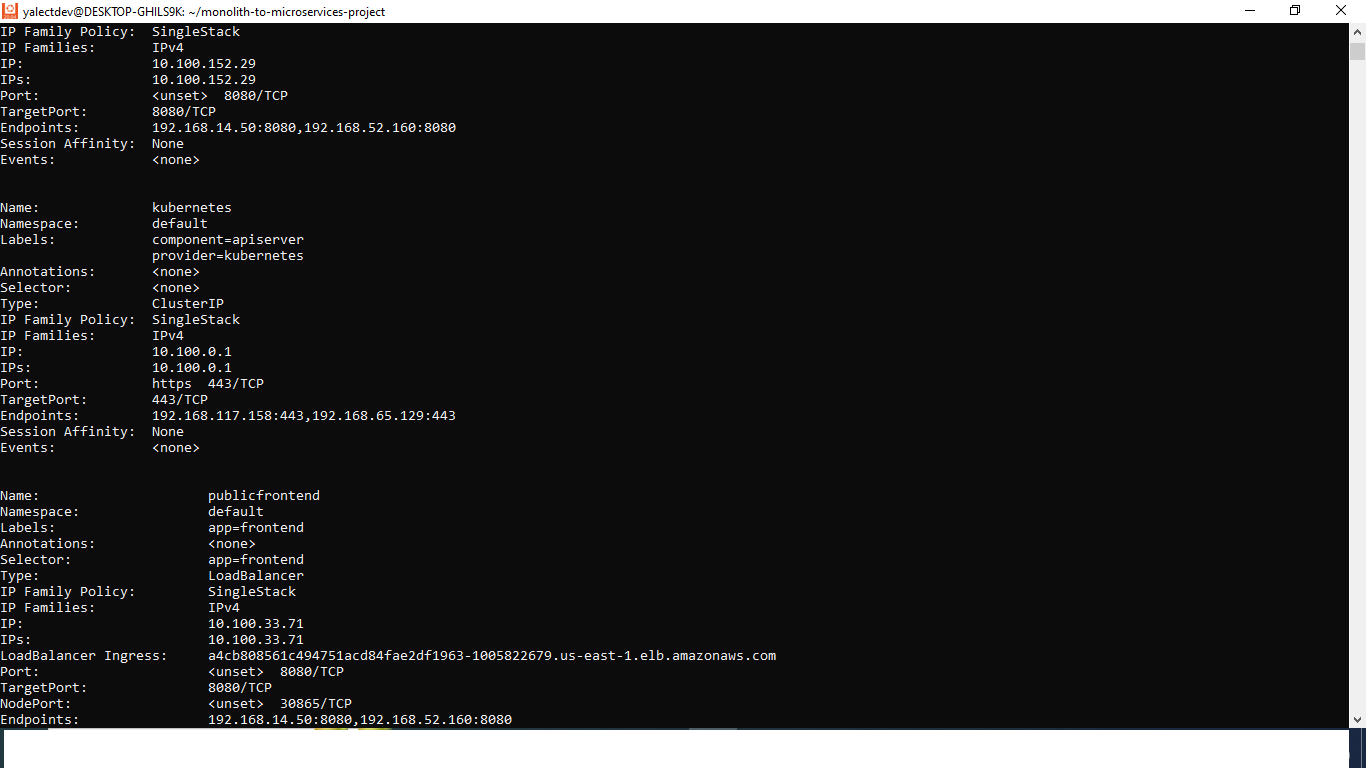 yalectdev@DESKTOP-GHILS9K: ~/monolith-to-microservices-project
IP Family Policy:  SingleStack
IP Families:       IPv4
IP:                10.100.152.29
IPs:               10.100.152.29
Port:              <unset>  8080/TCP
TargetPort:        8080/TCP
Endpoints:         192.168.14.50:8080,192.168.52.160:8080
Session Affinity:  None
Events:            <none>
Name:              kubernetes
Namespace:         default
Labels:            component=apiserver
                   provider=kubernetes
Annotations:       <none>
Selector:          <none>
Type:              ClusterIP
IP Family Policy:  SingleStack
IP Families:       IPv4
IP:                10.100.0.1
IPs:               10.100.0.1
Port:              https  443/TCP
TargetPort:        443/TCP
Endpoints:         192.168.117.158:443,192.168.65.129:443
Session Affinity:  None
Events:            <none>
Name:                     publicfrontend
Namespace:                default
Labels:                   app=frontend
Annotations:              <none>
Selector:                 app=frontend
Type:                     LoadBalancer
IP Family Policy:         SingleStack
IP Families:              IPv4
IP:                       10.100.33.71
IPs:                      10.100.33.71
LoadBalancer Ingress:     a4cb808561c494751acd84fae2df1963-1005822679.us-east-1.elb.amazonaws.com
Port:                     <unset>  8080/TCP
TargetPort:               8080/TCP
NodePort:                 <unset>  30865/TCP
Endpoints:                192.168.14.50:8080,192.168.52.160:8080